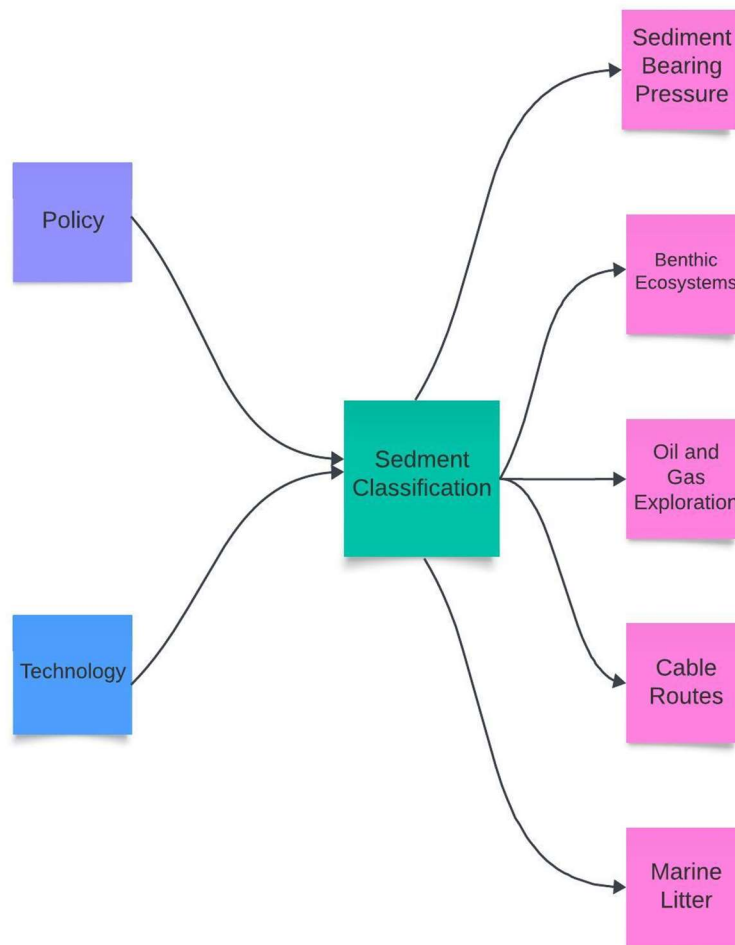 Sediment
Bearing
Pressure
Policy
Benthic
Ecosystems
Sedment
Classification
Oil and
Gas
Exploration
Technology
Cable
Routes
Marine
Litter